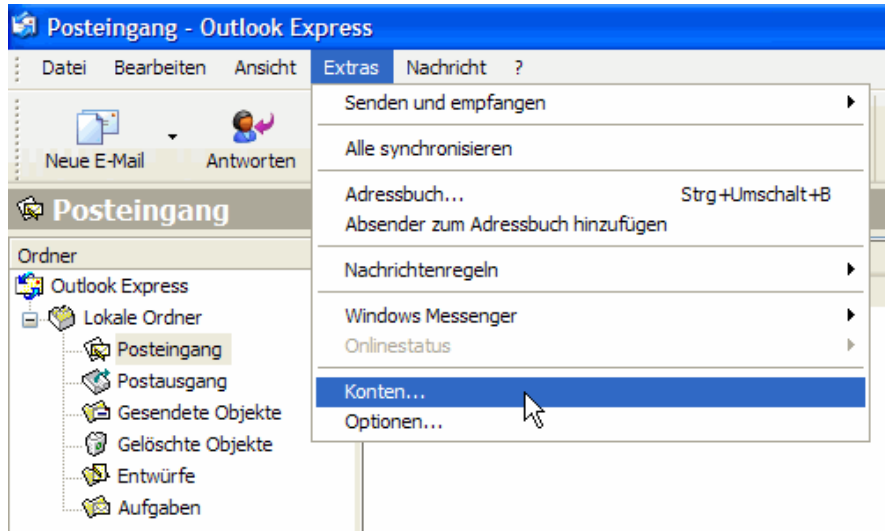 Posteingang - Outlook Express
Datei Bearbeiten Ansicht Extras Nachricht ?
Neue E-Mail Antworten
Senden und empfangen
Alle synchronisieren
Adressbuch... Strg+Umschalt+B
Absender zum Adressbuch hinzufügen
Nachrichtenregeln
Windows Messenger
Onlinestatus
Konten...
Optionen...
Posteingang
Ordner
Outlook Express
Lokale Ordner
Posteingang
Postausgang
Gesendete Objekte
Gelöschte Objekte
Entwürfe
Aufgaben